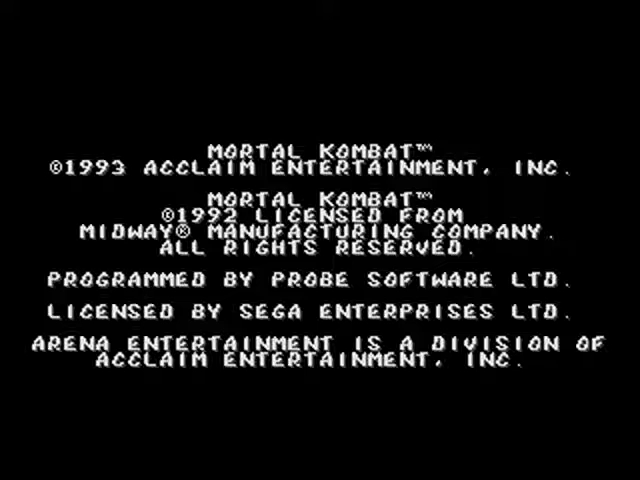 MORTAL KOMBAT™
©1993 ACCLAIM ENTERTAINMENT, INC.
MORTAL KOMBAT™
©1992 LICENSED FROM
MIDWAY® MANUFACTURING COMPANY.
ALL RIGHTS RESERVED.
PROGRAMMED BY PROBE SOFTWARE LTD.
LICENSED BY SEGA ENTERPRISES LTD.
ARENA ENTERTAINMENT IS A DIVISION OF
ACCLAIM ENTERTAINMENT, INC.